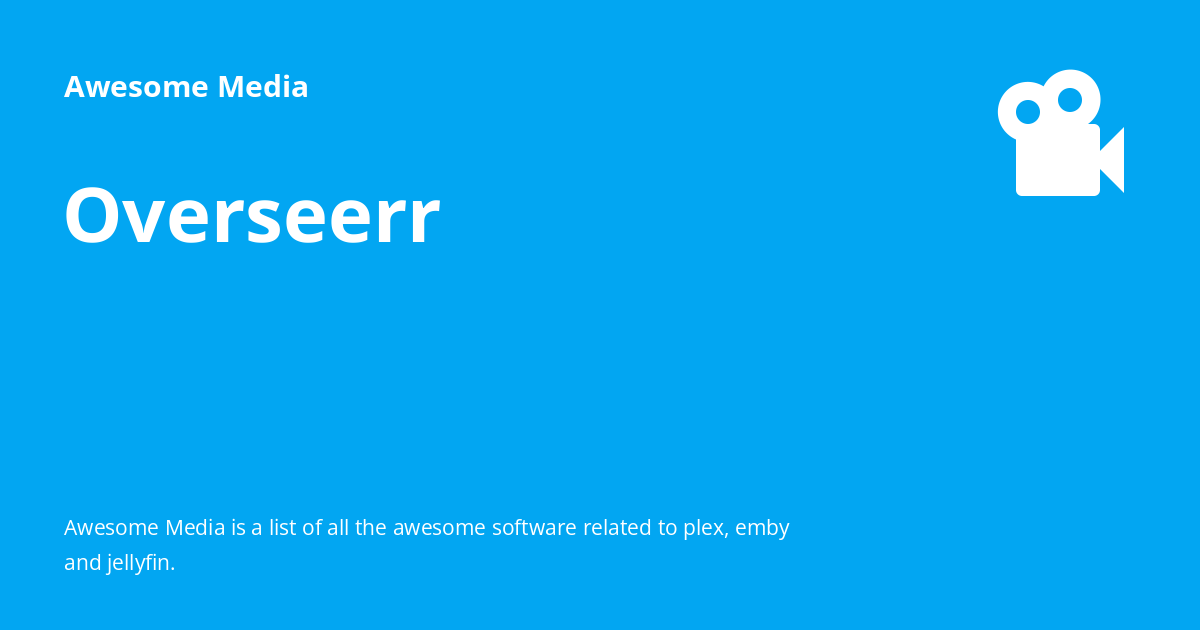 Awesome Media
Overseerr
Awesome Media is a list of all the awesome software related to plex, emby
and jellyfin.